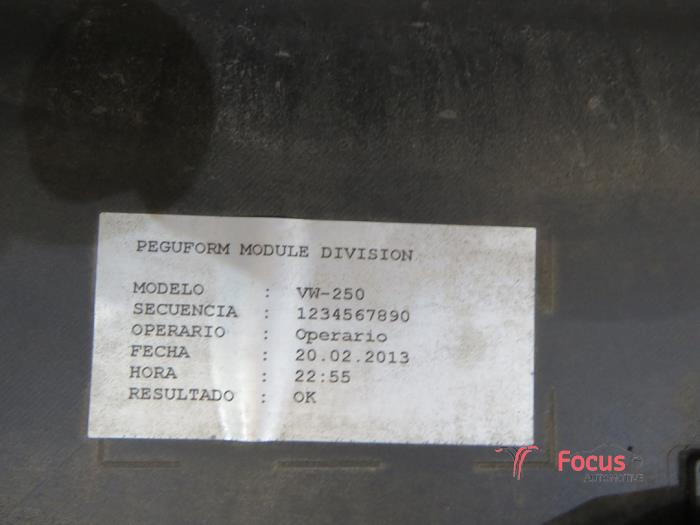 PEGUFORM MODULE DIVISION
MODELO : VW-250
SECUENCIA : 1234567890
OPERARIO : Operario
FECHA : 20.02.2013
HORA : 22:55
RESULTADO : OK
Focus
AUTOMOTIVE